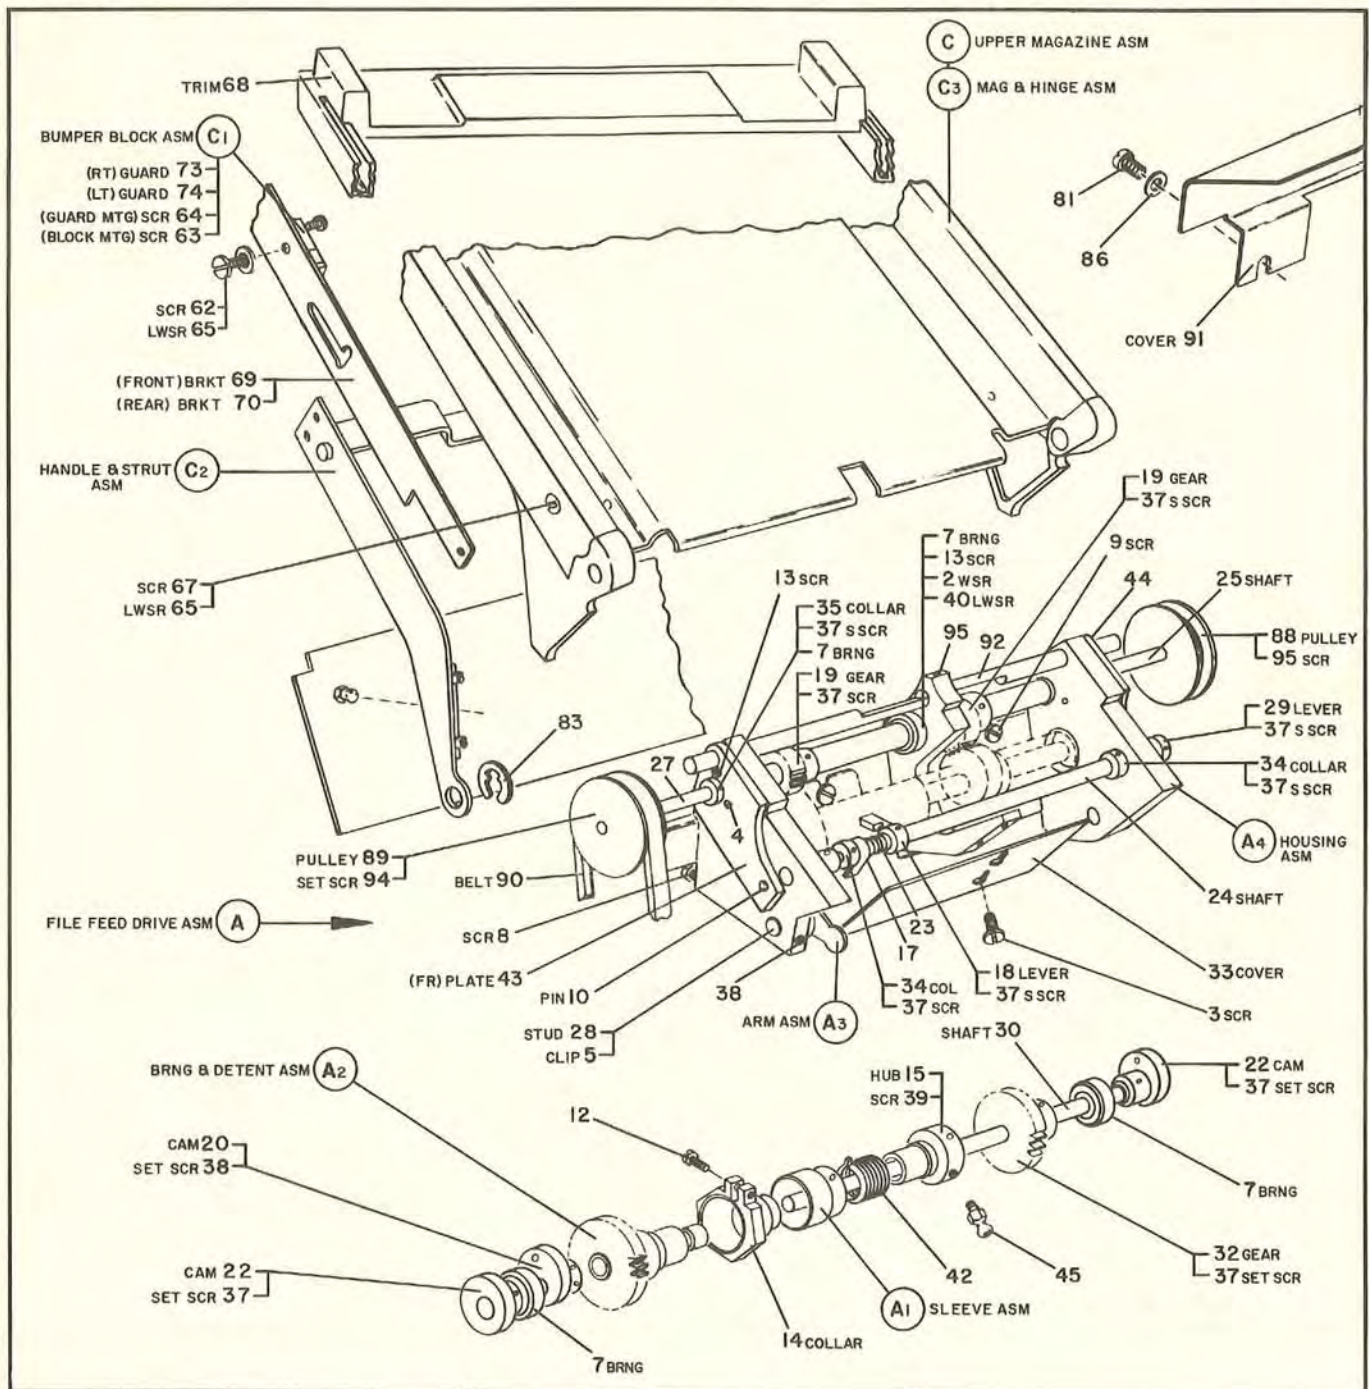 TRIM 68
C UPPER MAGAZINE ASM
C3 MAG & HINGE ASM
BUMPER BLOCK ASM C1
(RT) GUARD 73
(LT) GUARD 74
(GUARD MTG) SCR 64
(BLOCK MTG) SCR 63
SCR 62
LWSR 65
81
86
COVER 91
(FRONT) BRKT 69
(REAR) BRKT 70
HANDLE & STRUT ASM C2
SCR 67
LWSR 65
83
13 SCR
35 COLLAR
37 S SCR
7 BRNG
19 GEAR
37 SCR
7 BRNG
13 SCR
2 WSR
40 LWSR
95
92
19 GEAR
37 S SCR
9 SCR
44
25 SHAFT
88 PULLEY
95 SCR
29 LEVER
37 S SCR
34 COLLAR
37 S SCR
A4 HOUSING ASM
24 SHAFT
33 COVER
3 SCR
27
4
PULLEY 89
SET SCR 94
BELT 90
FILE FEED DRIVE ASM A
SCR 8
(FR) PLATE 43
PIN 10
STUD 28
CLIP 5
38
ARM ASM A3
34 COL
37 SCR
17
23
18 LEVER
37 S SCR
BRNG & DETENT ASM A2
CAM 20
SET SCR 38
CAM 22
SET SCR 37
7 BRNG
12
14 COLLAR
A1 SLEEVE ASM
42
HUB 15
SCR 39
SHAFT 30
45
22 CAM
37 SET SCR
7 BRNG
32 GEAR
37 SET SCR